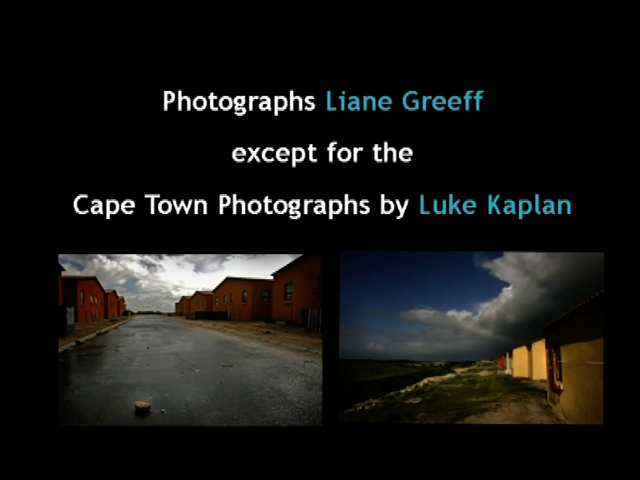 Photographs Liane Greeff
except for the
Cape Town Photographs by Luke Kaplan